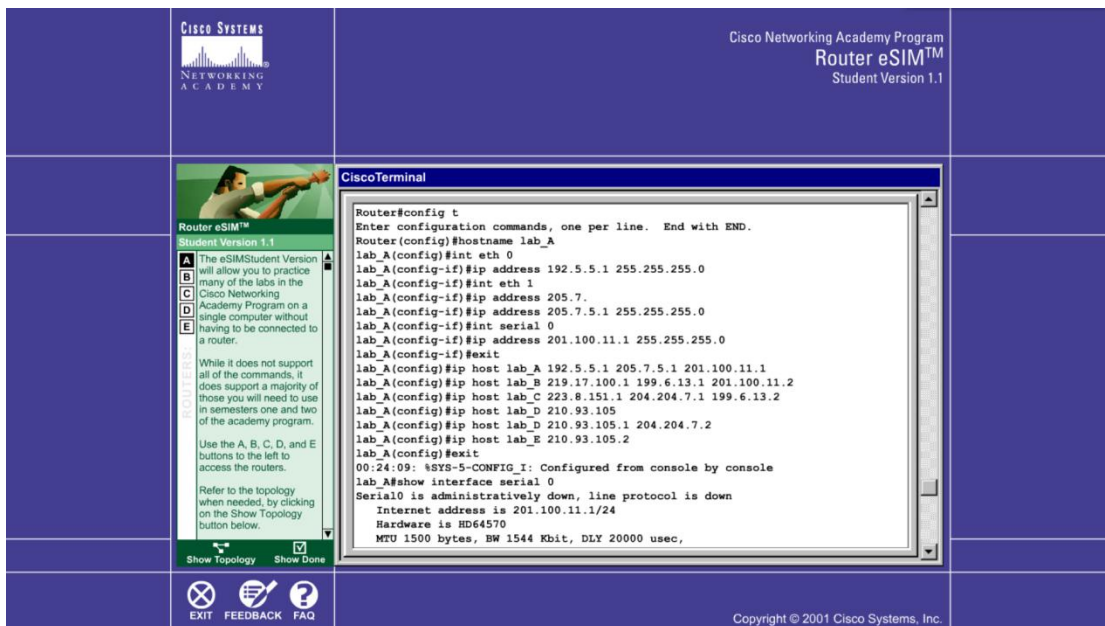 CISCO SYSTEMS
NETWORKING
ACADEMY
Cisco Networking Academy Program
Router eSIM™
Student Version 1.1
Router eSIM™
Student Version 1.1
A
B
C
D
E
ROUTERS:
The eSIMStudent Version
will allow you to practice
many of the labs in the
Cisco Networking
Academy Program on a
single computer without
having to be connected to
a router.
While it does not support
all of the commands, it
does support a majority of
those you will need to use
in semesters one and two
of the academy program.
Use the A, B, C, D, and E
buttons to the left to
access the routers.
Refer to the topology
when needed, by clicking
on the Show Topology
button below.
Show Topology
Show Done
CiscoTerminal
Router#config t
Enter configuration commands, one per line. End with END.
Router(config)#hostname lab_A
lab_A(config)#int eth 0
lab_A(config-if)#ip address 192.5.5.1 255.255.255.0
lab_A(config-if)#int eth 1
lab_A(config-if)#ip address 205.7.
lab_A(config-if)#ip address 205.7.5.1 255.255.255.0
lab_A(config-if)#int serial 0
lab_A(config-if)#ip address 201.100.11.1 255.255.255.0
lab_A(config-if)#exit
lab_A(config)#ip host lab_A 192.5.5.1 205.7.5.1 201.100.11.1
lab_A(config)#ip host lab_B 219.17.100.1 199.6.13.1 201.100.11.2
lab_A(config)#ip host lab_C 223.8.151.1 204.204.7.1 199.6.13.2
lab_A(config)#ip host lab_D 210.93.105
lab_A(config)#ip host lab_D 210.93.105.1 204.204.7.2
lab_A(config)#ip host lab_E 210.93.105.2
lab_A(config)#exit
00:24:09: %SYS-5-CONFIG_I: Configured from console by console
lab_A#show interface serial 0
Serial0 is administratively down, line protocol is down
Internet address is 201.100.11.1/24
Hardware is HD64570
MTU 1500 bytes, BW 1544 Kbit, DLY 20000 usec,
EXIT
FEEDBACK
FAQ
Copyright © 2001 Cisco Systems, Inc.